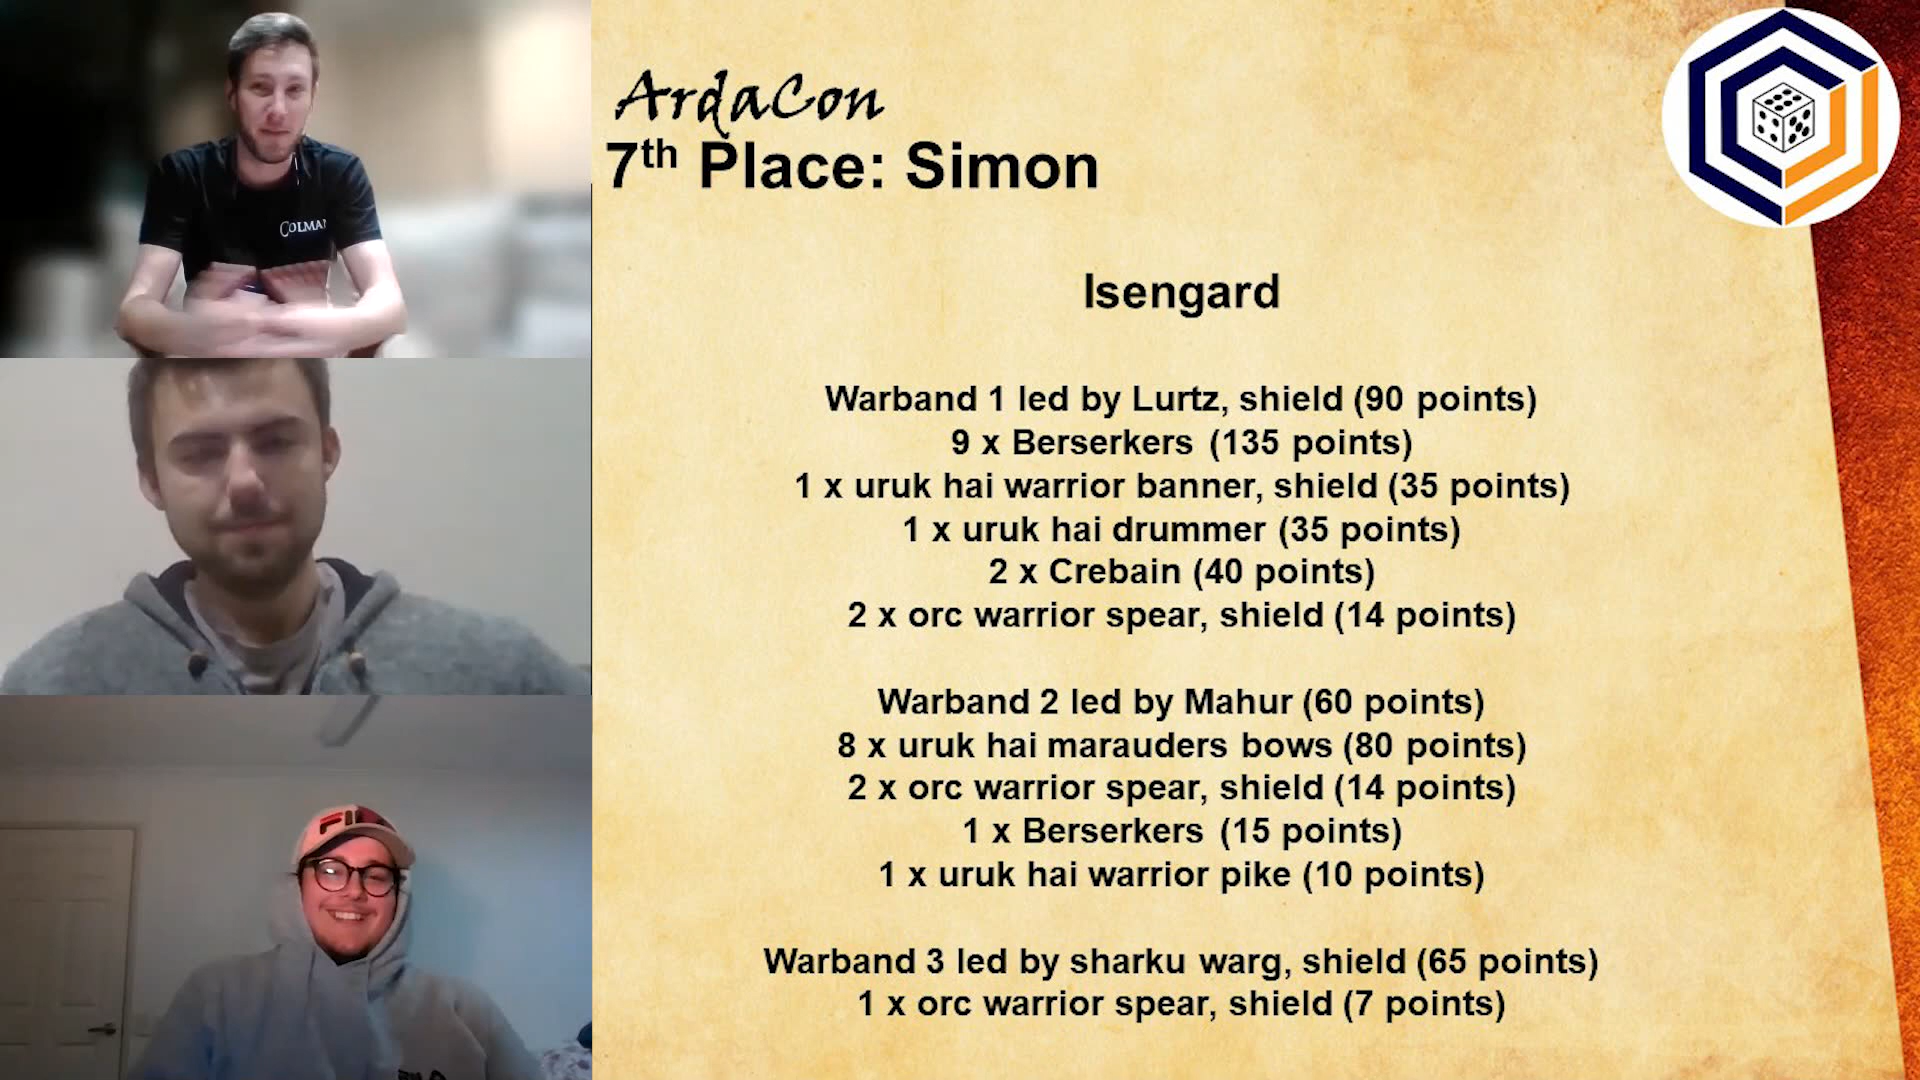 COLMA
FILA
ArdaCon
7th Place: Simon
Isengard
Warband 1 led by Lurtz, shield (90 points)
9 x Berserkers (135 points)
1 x uruk hai warrior banner, shield (35 points)
1 x uruk hai drummer (35 points)
2 x Crebain (40 points)
2 x orc warrior spear, shield (14 points)
Warband 2 led by Mahur (60 points)
8 x uruk hai marauders bows (80 points)
2 x orc warrior spear, shield (14 points)
1 x Berserkers (15 points)
1 x uruk hai warrior pike (10 points)
Warband 3 led by sharku warg, shield (65 points)
1 x orc warrior spear, shield (7 points)